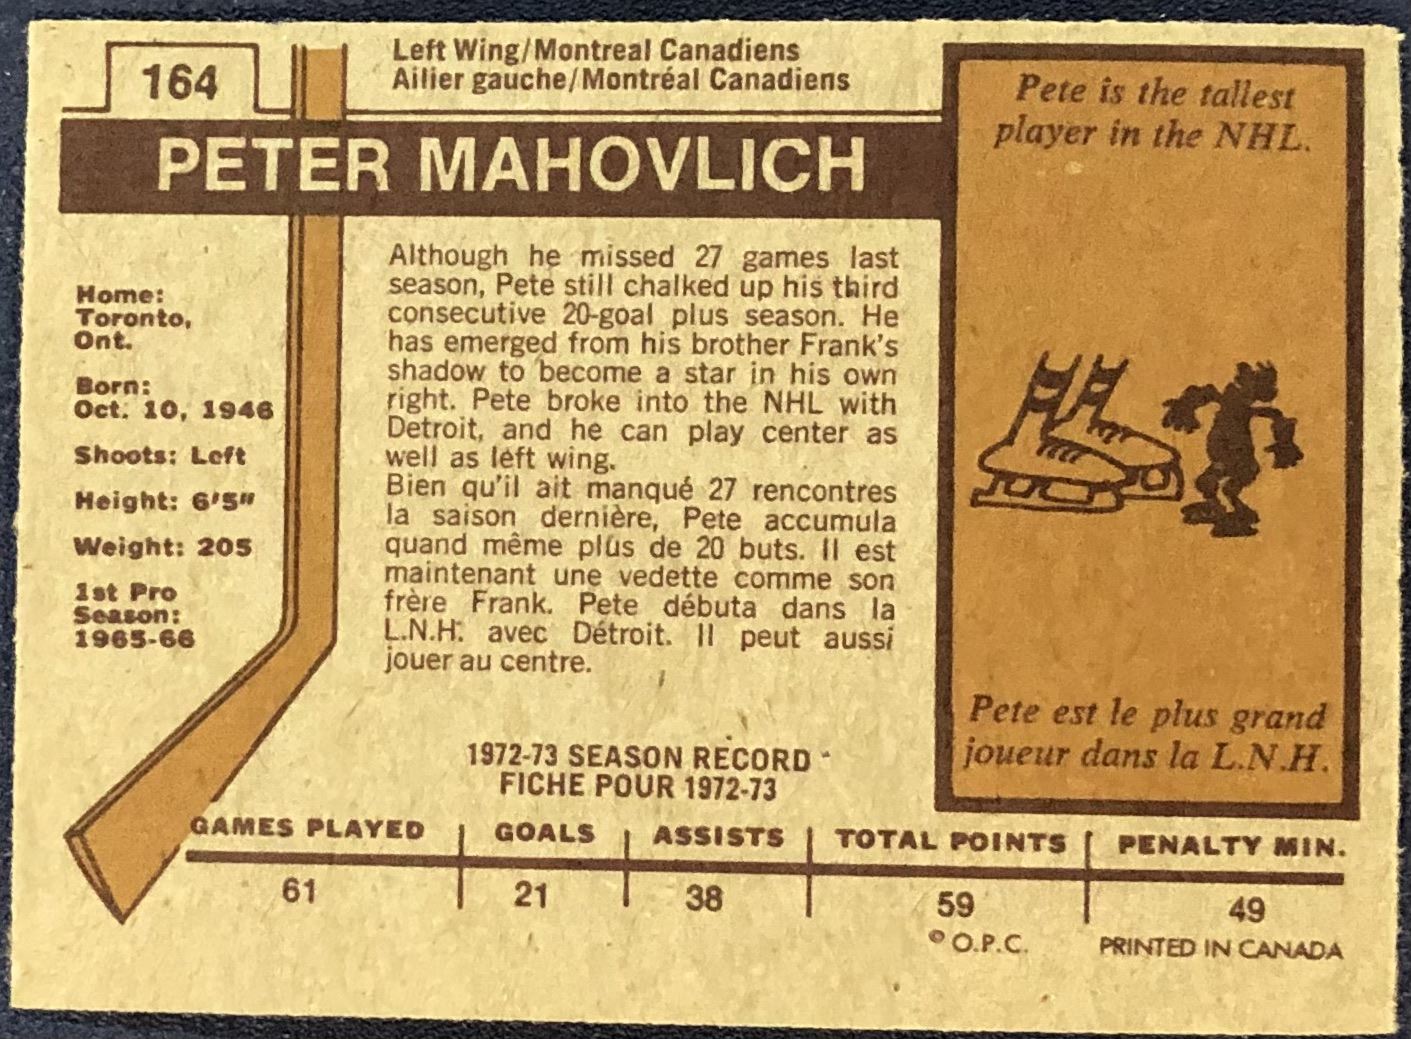 164
Left Wing/Montreal Canadiens
Ailier gauche/Montréal Canadiens
PETER MAHOVLICH
Home:
Toronto,
Ont.
Born:
Oct. 10, 1946
Shoots: Left
Height: 6'5"
Weight: 205
1st Pro
Season:
1965-66
Although he missed 27 games last
season, Pete still chalked up his third
consecutive 20-goal plus season. He
has emerged from his brother Frank's
shadow to become a star in his own
right. Pete broke into the NHL with
Detroit, and he can play center as
well as left wing.
Bien qu'il ait manqué 27 rencontres
la saison dernière, Pete accumula
quand même plus de 20 buts. Il est
maintenant une vedette comme son
frère Frank. Pete débuta dans la
L.N.H. avec Détroit. Il peut aussi
jouer au centre.
Pete is the tallest
player in the NHL.
Pete est le plus grand
joueur dans la L.N.H.
1972-73 SEASON RECORD
FICHE POUR 1972-73
GAMES PLAYED GOALS ASSISTS TOTAL POINTS PENALTY MIN.
61 21 38 59 49
© O.P.C. PRINTED IN CANADA